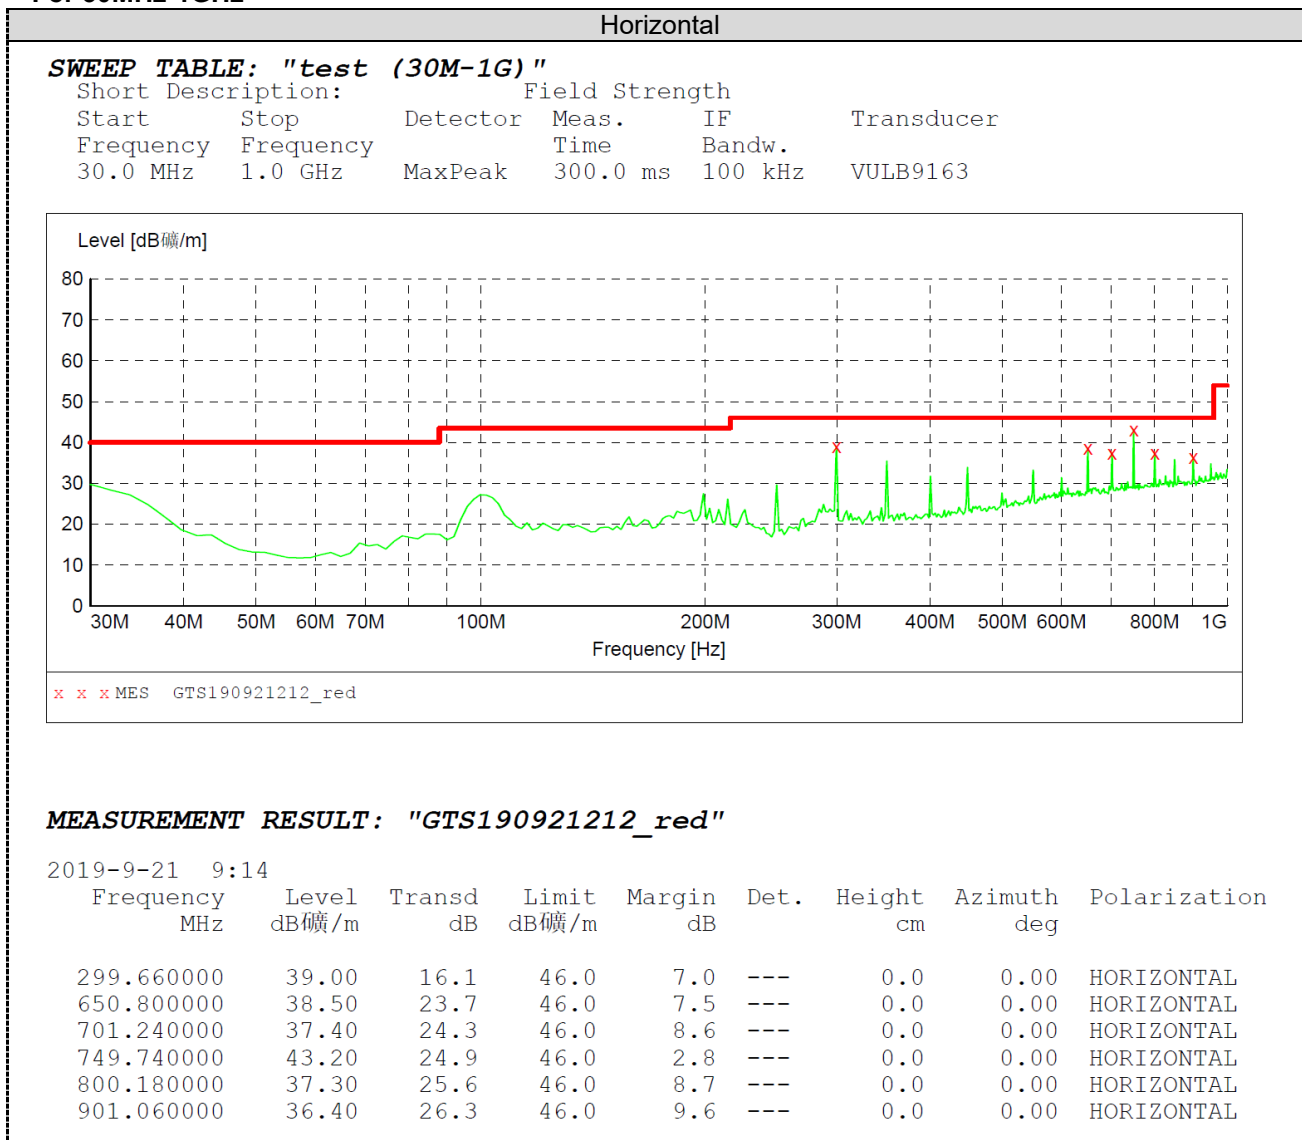 Horizontal
SWEEP TABLE: "test (30M-1G)"
Short Description: Field Strength
Start Stop Detector Meas. IF Transducer
Frequency Frequency Time Bandw.
30.0 MHz 1.0 GHz MaxPeak 300.0 ms 100 kHz VULB9163
Level [dB礦/m]
80
70
60
50
40
30
20
10
0
30M 40M 50M 60M 70M 100M 200M 300M 400M 500M 600M 800M 1G
Frequency [Hz]
x x x MES GTS190921212_red
MEASUREMENT RESULT: "GTS190921212_red"
2019-9-21 9:14
Frequency Level Transd Limit Margin Det. Height Azimuth Polarization
MHz dB礦/m dB dB礦/m dB cm deg
299.660000 39.00 16.1 46.0 7.0 --- 0.0 0.00 HORIZONTAL
650.800000 38.50 23.7 46.0 7.5 --- 0.0 0.00 HORIZONTAL
701.240000 37.40 24.3 46.0 8.6 --- 0.0 0.00 HORIZONTAL
749.740000 43.20 24.9 46.0 2.8 --- 0.0 0.00 HORIZONTAL
800.180000 37.30 25.6 46.0 8.7 --- 0.0 0.00 HORIZONTAL
901.060000 36.40 26.3 46.0 9.6 --- 0.0 0.00 HORIZONTAL